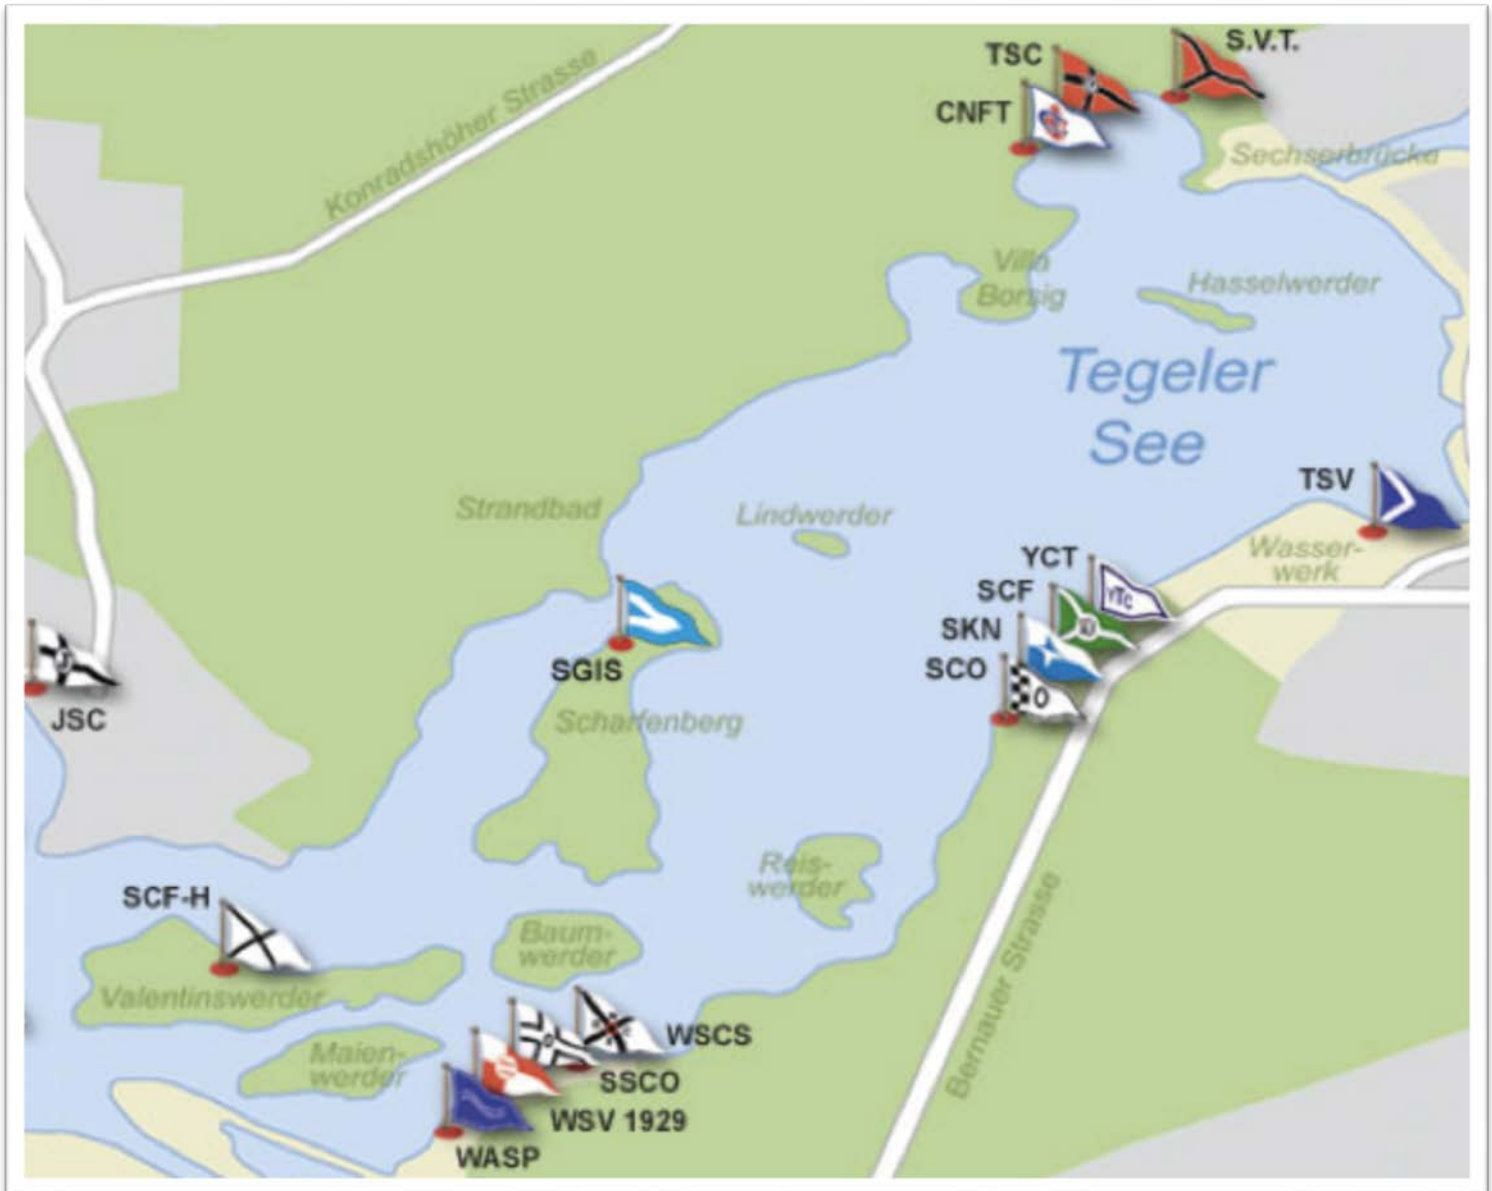 S.V.T.
TSC
CNFT
Konradshöher Strasse
Sechserbrücke
Villa
Borsig
Hasselwerder
Tegeler
See
TSV
Strandbad
Lindwerder
Wasser-
werk
YCT
YTC
SCF
SKN
SCO
O
SGIS
JSC
Scharfenberg
Reis-
werder
SCF-H
Baum-
werder
Valentinswerder
Bernauer Strasse
WSCS
Maien-
werder
SSCO
WSV 1929
WASP